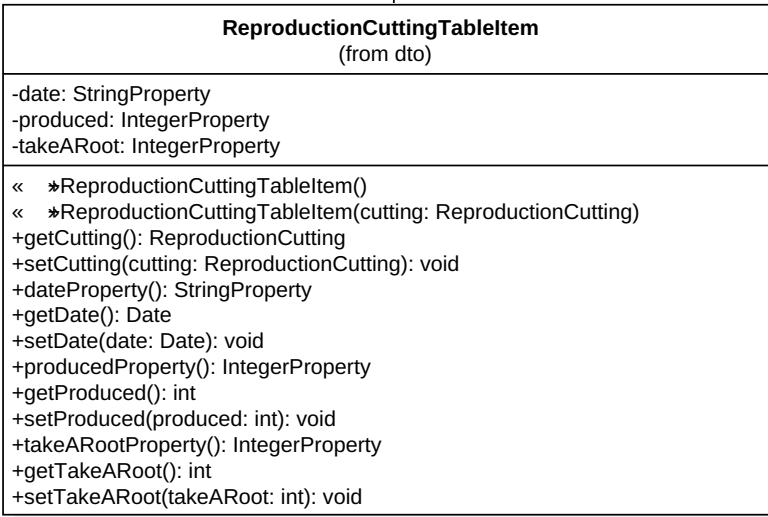 ReproductionCuttingTableItem
(from dto)
-date: StringProperty
-produced: IntegerProperty
-takeARoot: IntegerProperty
« »+ReproductionCuttingTableItem()
« »+ReproductionCuttingTableItem(cutting: ReproductionCutting)
+getCutting(): ReproductionCutting
+setCutting(cutting: ReproductionCutting): void
+dateProperty(): StringProperty
+getDate(): Date
+setDate(date: Date): void
+producedProperty(): IntegerProperty
+getProduced(): int
+setProduced(produced: int): void
+takeARootProperty(): IntegerProperty
+getTakeARoot(): int
+setTakeARoot(takeARoot: int): void